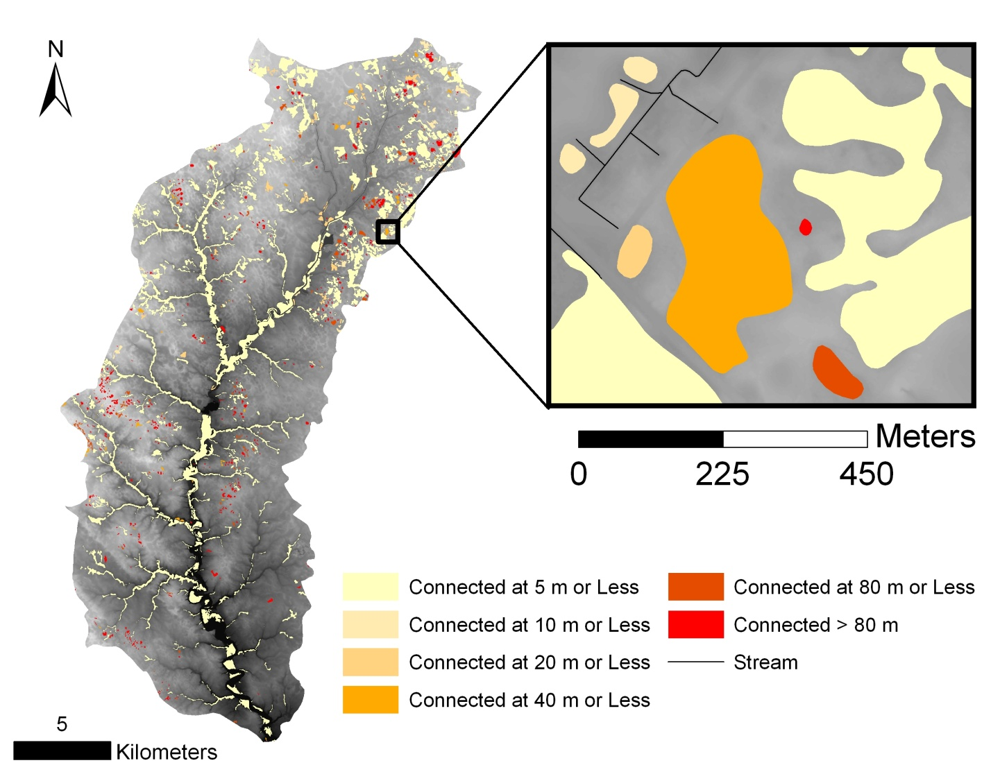 N
Meters
0 225 450
Connected at 5 m or Less
Connected at 10 m or Less
Connected at 20 m or Less
Connected at 40 m or Less
Connected at 80 m or Less
Connected > 80 m
Stream
5
Kilometers